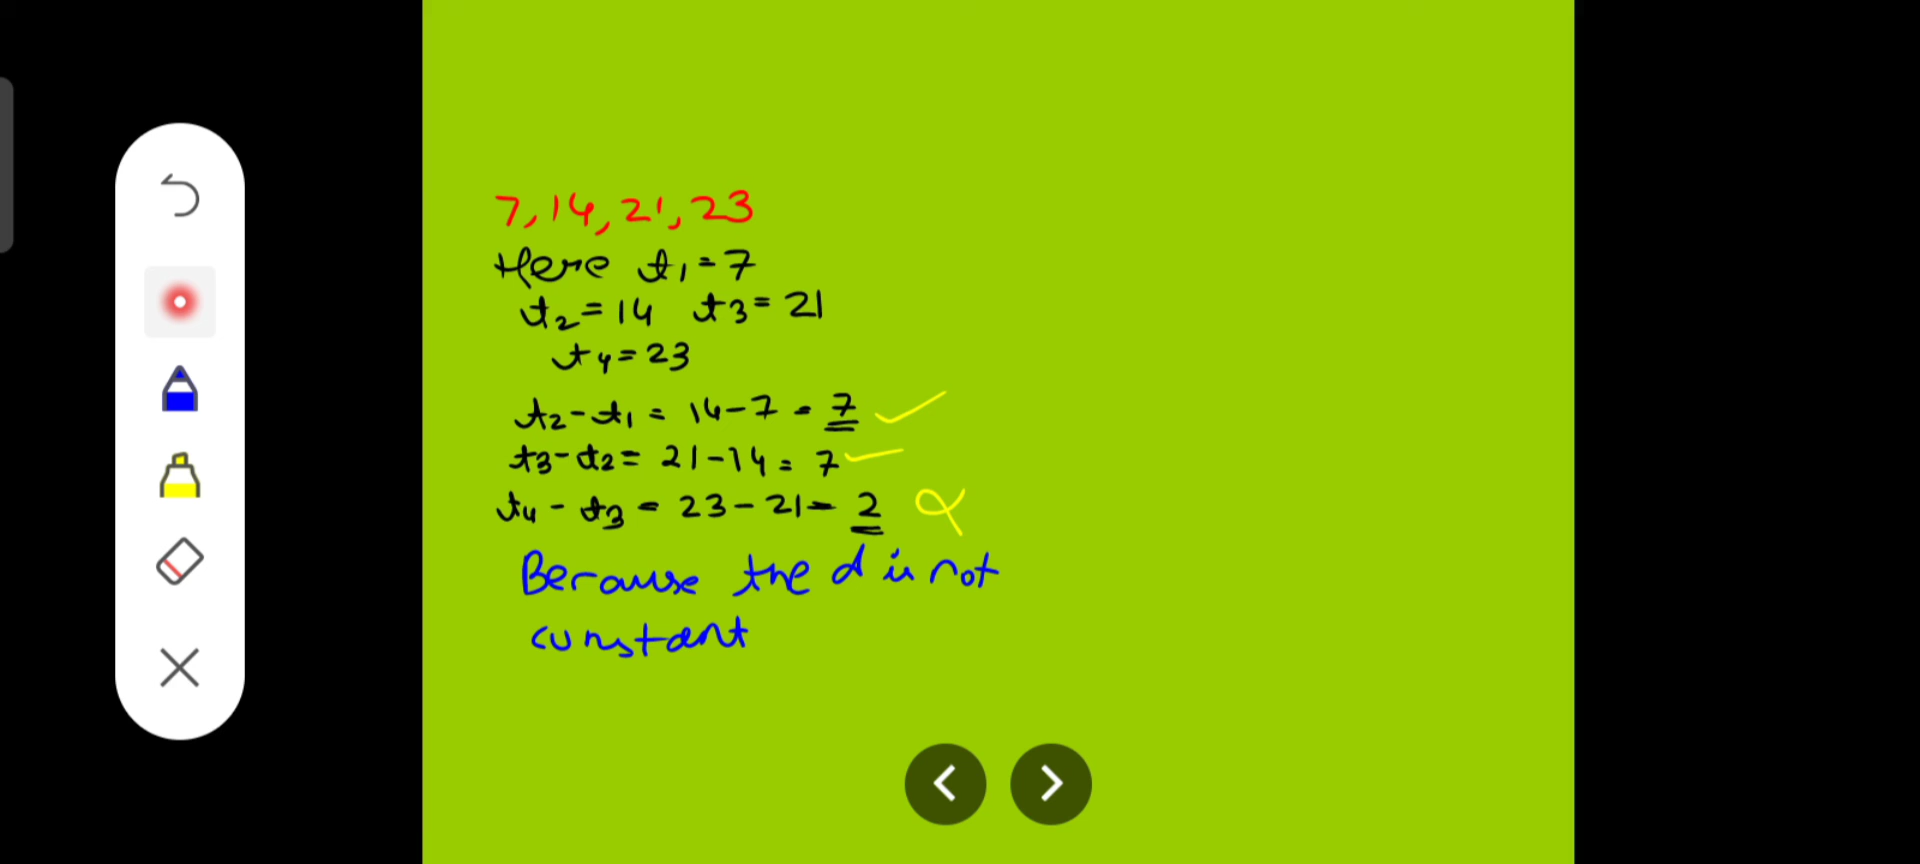 7, 14, 21, 23
Here t1 = 7
t2 = 14 t3 = 21
t4 = 23
t2 - t1 = 14 - 7 = 7
t3 - t2 = 21 - 14 = 7
t4 - t3 = 23 - 21 = 2
Because the d is not
constant